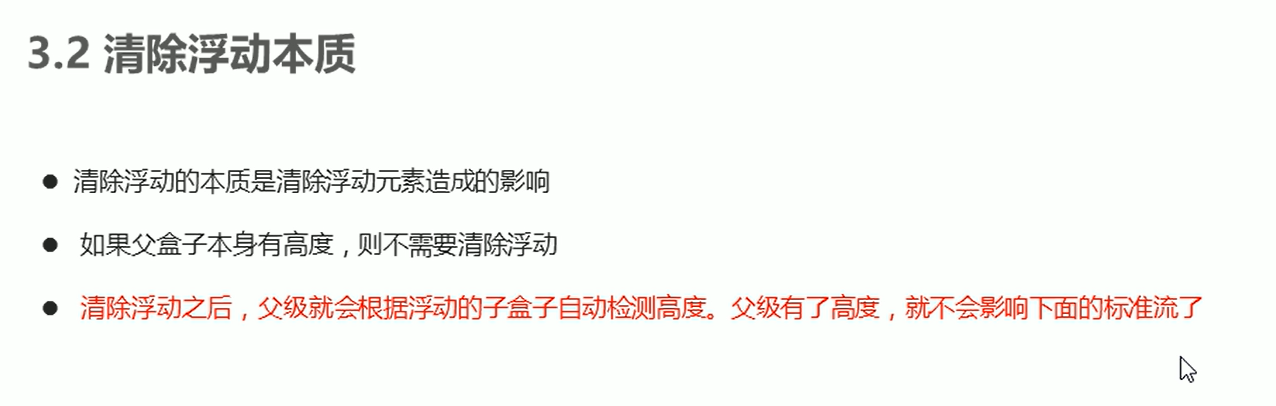 3.2 清除浮动本质
● 清除浮动的本质是清除浮动元素造成的影响
● 如果父盒子本身有高度，则不需要清除浮动
● 清除浮动之后，父级就会根据浮动的子盒子自动检测高度。父级有了高度，就不会影响下面的标准流了